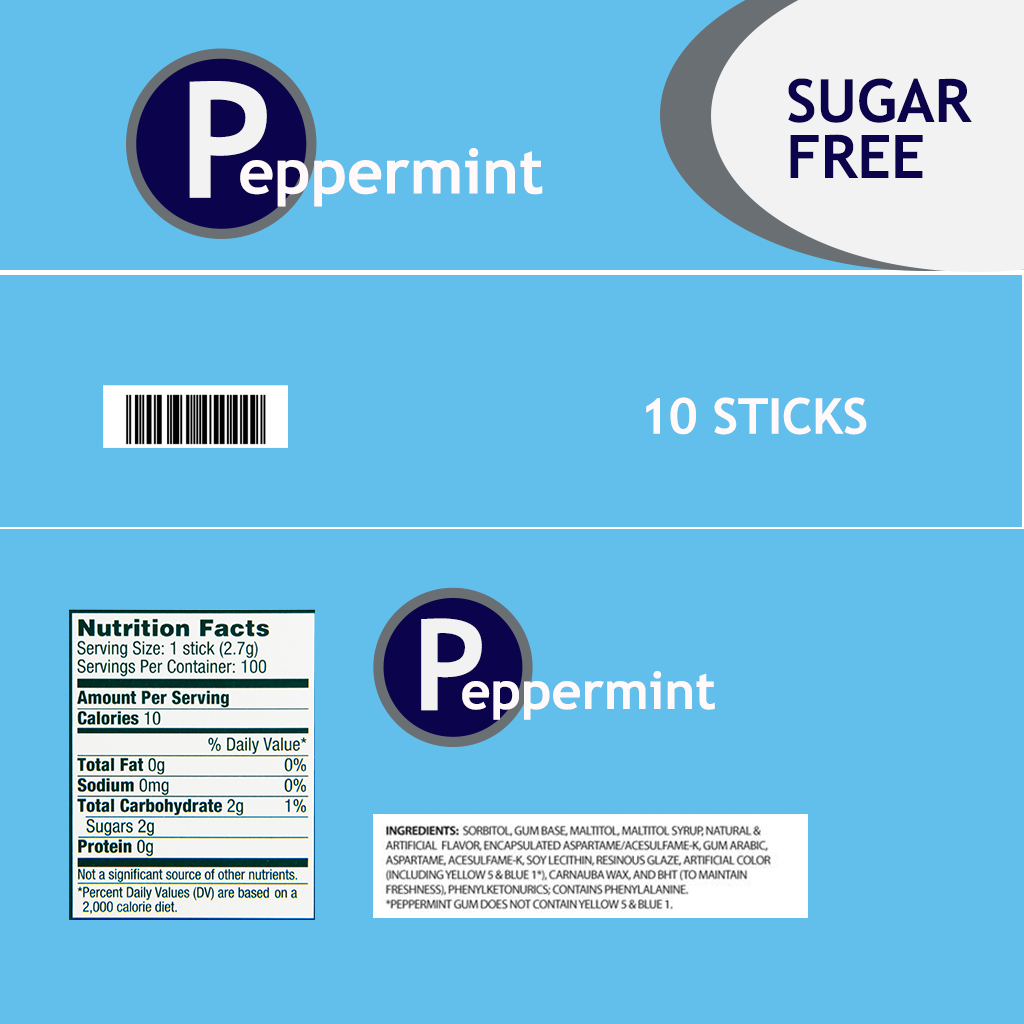 Peppermint
SUGAR
FREE
10 STICKS
Nutrition Facts
Serving Size: 1 stick (2.7g)
Servings Per Container: 100
Amount Per Serving
Calories 10
% Daily Value*
Total Fat 0g 0%
Sodium 0mg 0%
Total Carbohydrate 2g 1%
Sugars 2g
Protein 0g
Not a significant source of other nutrients.
*Percent Daily Values (DV) are based on a
2,000 calorie diet.
Peppermint
INGREDIENTS: SORBITOL, GUM BASE, MALTITOL, MALTITOL SYRUP, NATURAL &
ARTIFICIAL FLAVOR, ENCAPSULATED ASPARTAME/ACESULFAME-K, GUM ARABIC,
ASPARTAME, ACESULFAME-K, SOY LECITHIN, RESINOUS GLAZE, ARTIFICIAL COLOR
(INCLUDING YELLOW 5 & BLUE 1*), CARNAUBA WAX, AND BHT (TO MAINTAIN
FRESHNESS), PHENYLKETONURICS; CONTAINS PHENYLALANINE.
*PEPPERMINT GUM DOES NOT CONTAIN YELLOW 5 & BLUE 1.